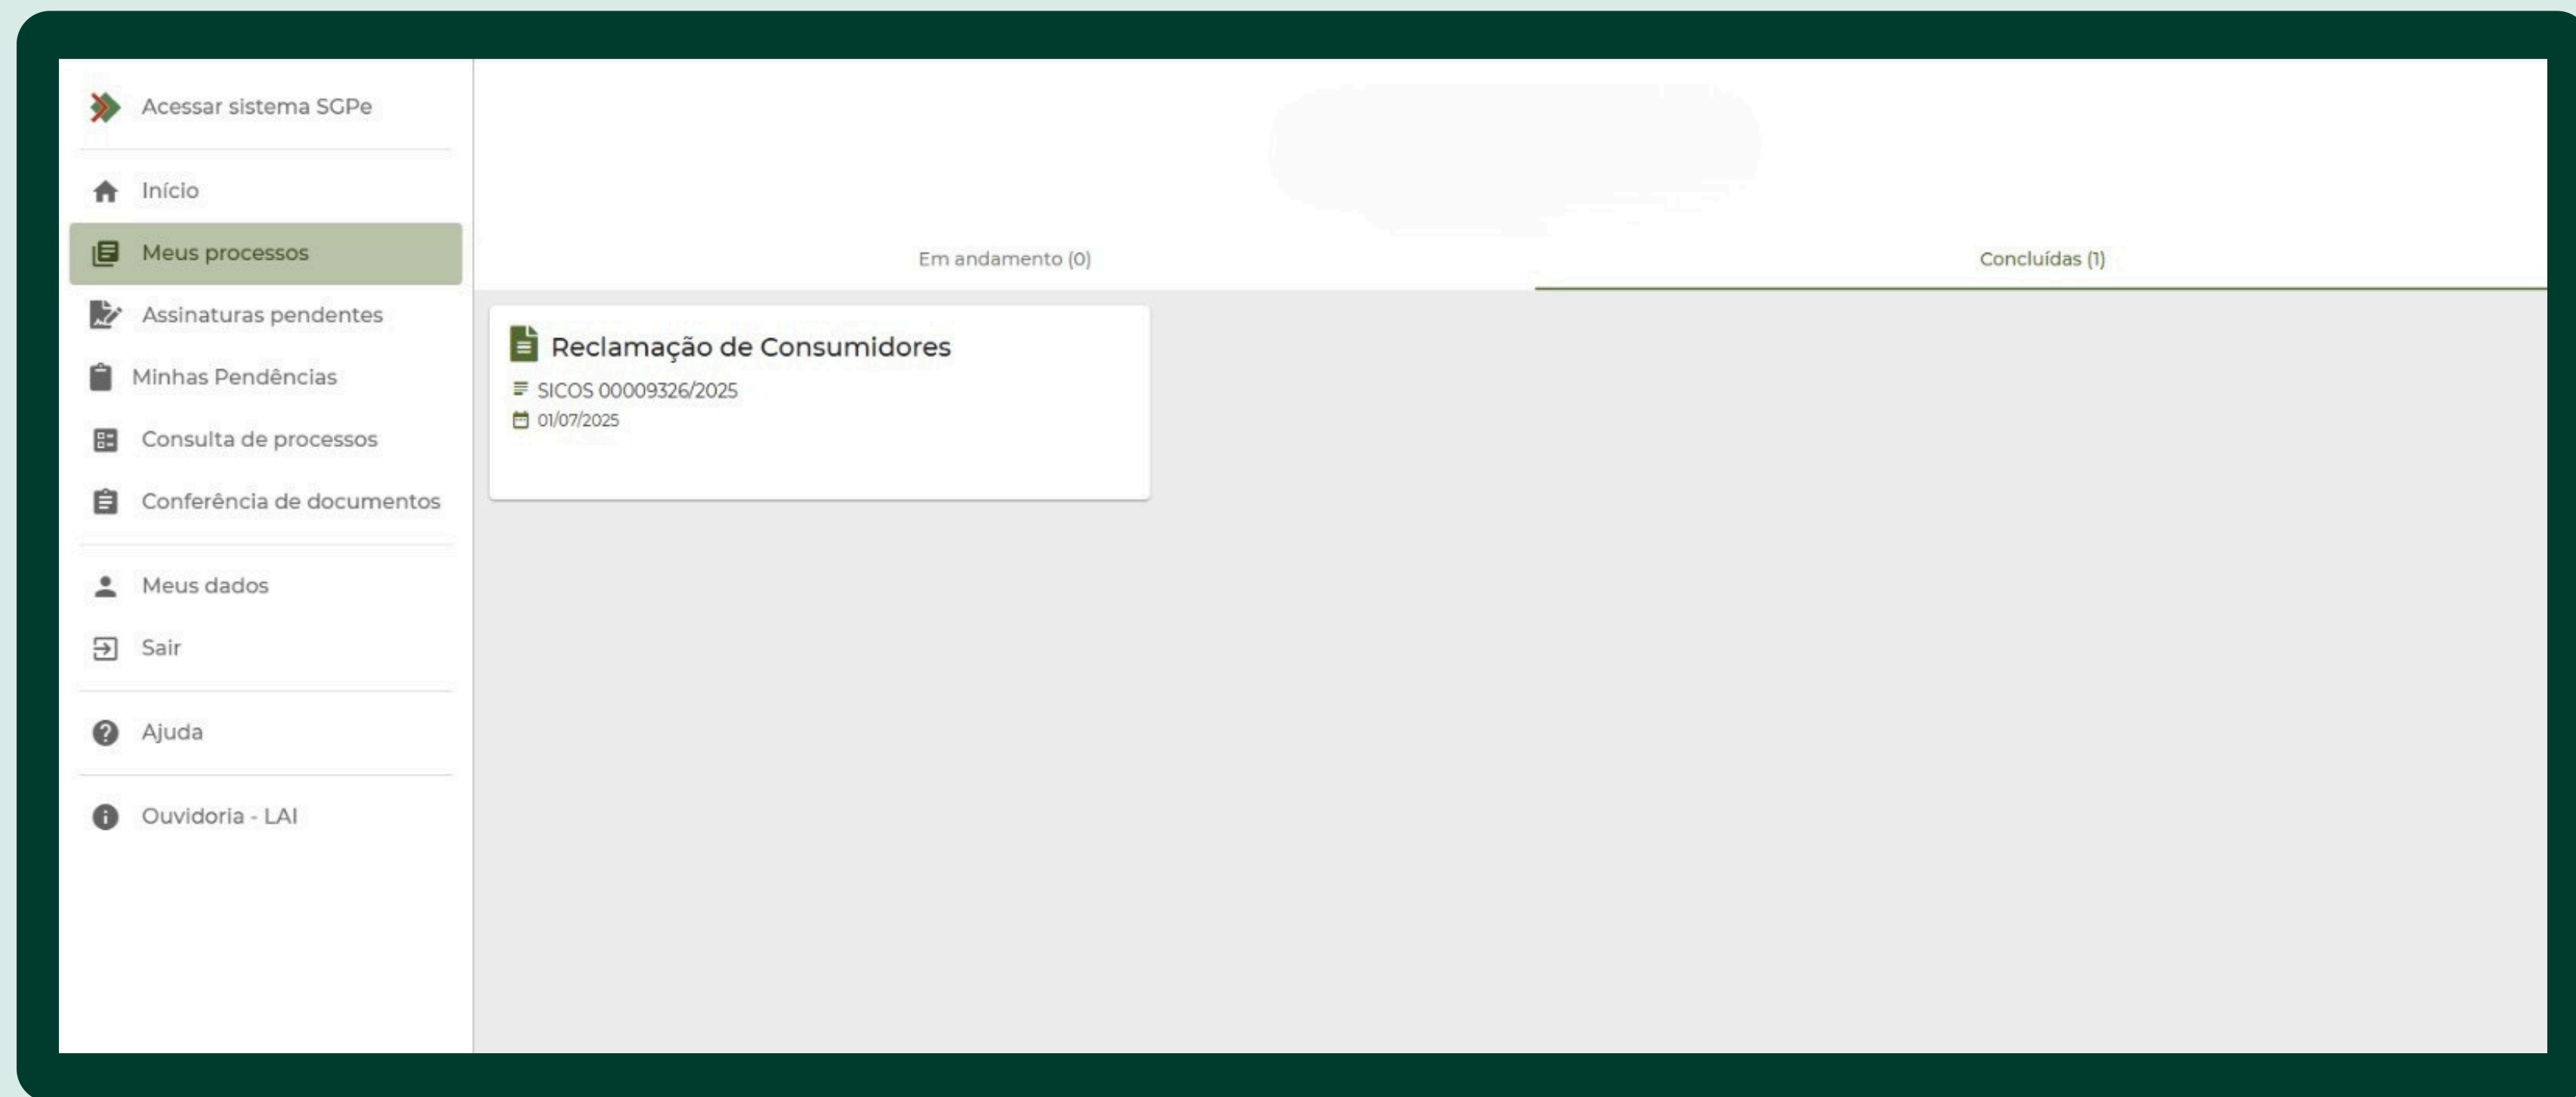 Acessar sistema SGPe
Início
Meus processos
Assinaturas pendentes
Minhas Pendências
Consulta de processos
Conferência de documentos
Meus dados
Sair
Ajuda
Ouvidoria - LAI
Em andamento (0)
Concluídas (1)
Reclamação de Consumidores
SICOS 00009326/2025
01/07/2025